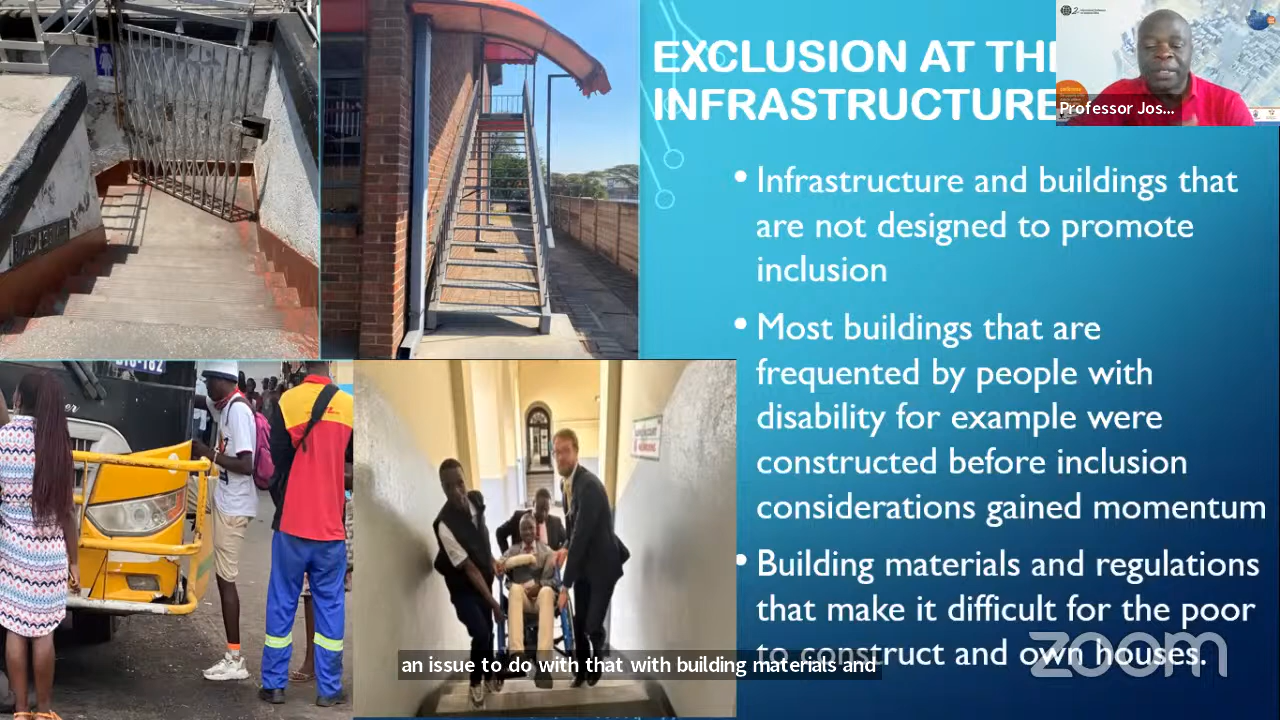 EXCLUSION AT TH
INFRASTRUCTURE
Professor Jos...
• Infrastructure and buildings that
are not designed to promote
inclusion
• Most buildings that are
frequented by people with
disability for example were
constructed before inclusion
considerations gained momentum
• Building materials and regulations
that make it difficult for the poor
to construct and own houses.
zoom
an issue to do with that with building materials and